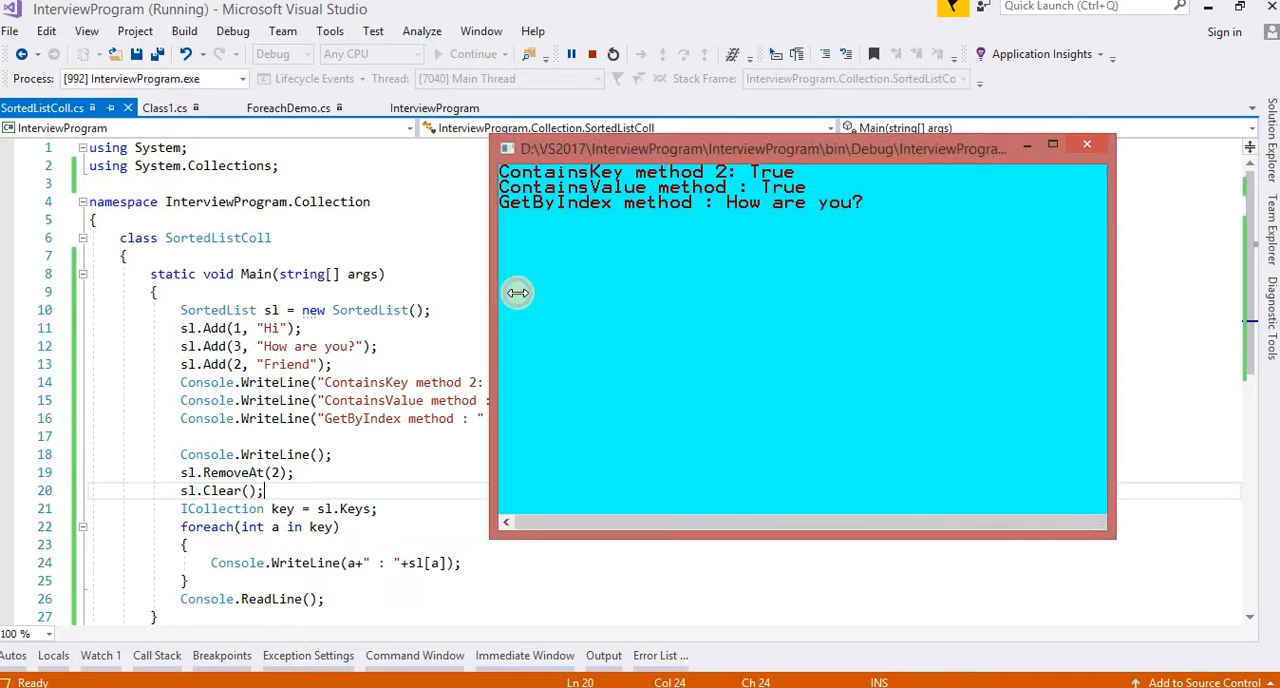 InterviewProgram (Running) - Microsoft Visual Studio
Quick Launch (Ctrl+Q)
File Edit View Project Build Debug Team Tools Test Analyze Window Help
Sign in
Debug Any CPU Continue Application Insights
Process: [992] InterviewProgram.exe Lifecycle Events Thread: [7040] Main Thread Stack Frame: InterviewProgram.Collection.SortedListCo
SortedListColl.cs Class1.cs ForeachDemo.cs InterviewProgram
InterviewProgram InterviewProgram.Collection.SortedListColl Main(string[] args)
1 using System;
2 using System.Collections;
3
4 namespace InterviewProgram.Collection
5 {
6 class SortedListColl
7 {
8 static void Main(string[] args)
9 {
10 SortedList sl = new SortedList();
11 sl.Add(1, "Hi");
12 sl.Add(3, "How are you?");
13 sl.Add(2, "Friend");
14 Console.WriteLine("ContainsKey method 2:
15 Console.WriteLine("ContainsValue method :
16 Console.WriteLine("GetByIndex method : "
17
18 Console.WriteLine();
19 sl.RemoveAt(2);
20 sl.Clear();
21 ICollection key = sl.Keys;
22 foreach(int a in key)
23 {
24 Console.WriteLine(a+" : "+sl[a]);
25 }
26 Console.ReadLine();
27 }
D:\VS2017\InterviewProgram\InterviewProgram\bin\Debug\InterviewProgra...
ContainsKey method 2: True
ContainsValue method : True
GetByIndex method : How are you?
Solution Explorer
Team Explorer
Diagnostic Tools
100 %
Autos Locals Watch 1 Call Stack Breakpoints Exception Settings Command Window Immediate Window Output Error List ...
Ready Ln 20 Col 24 Ch 24 INS Add to Source Control